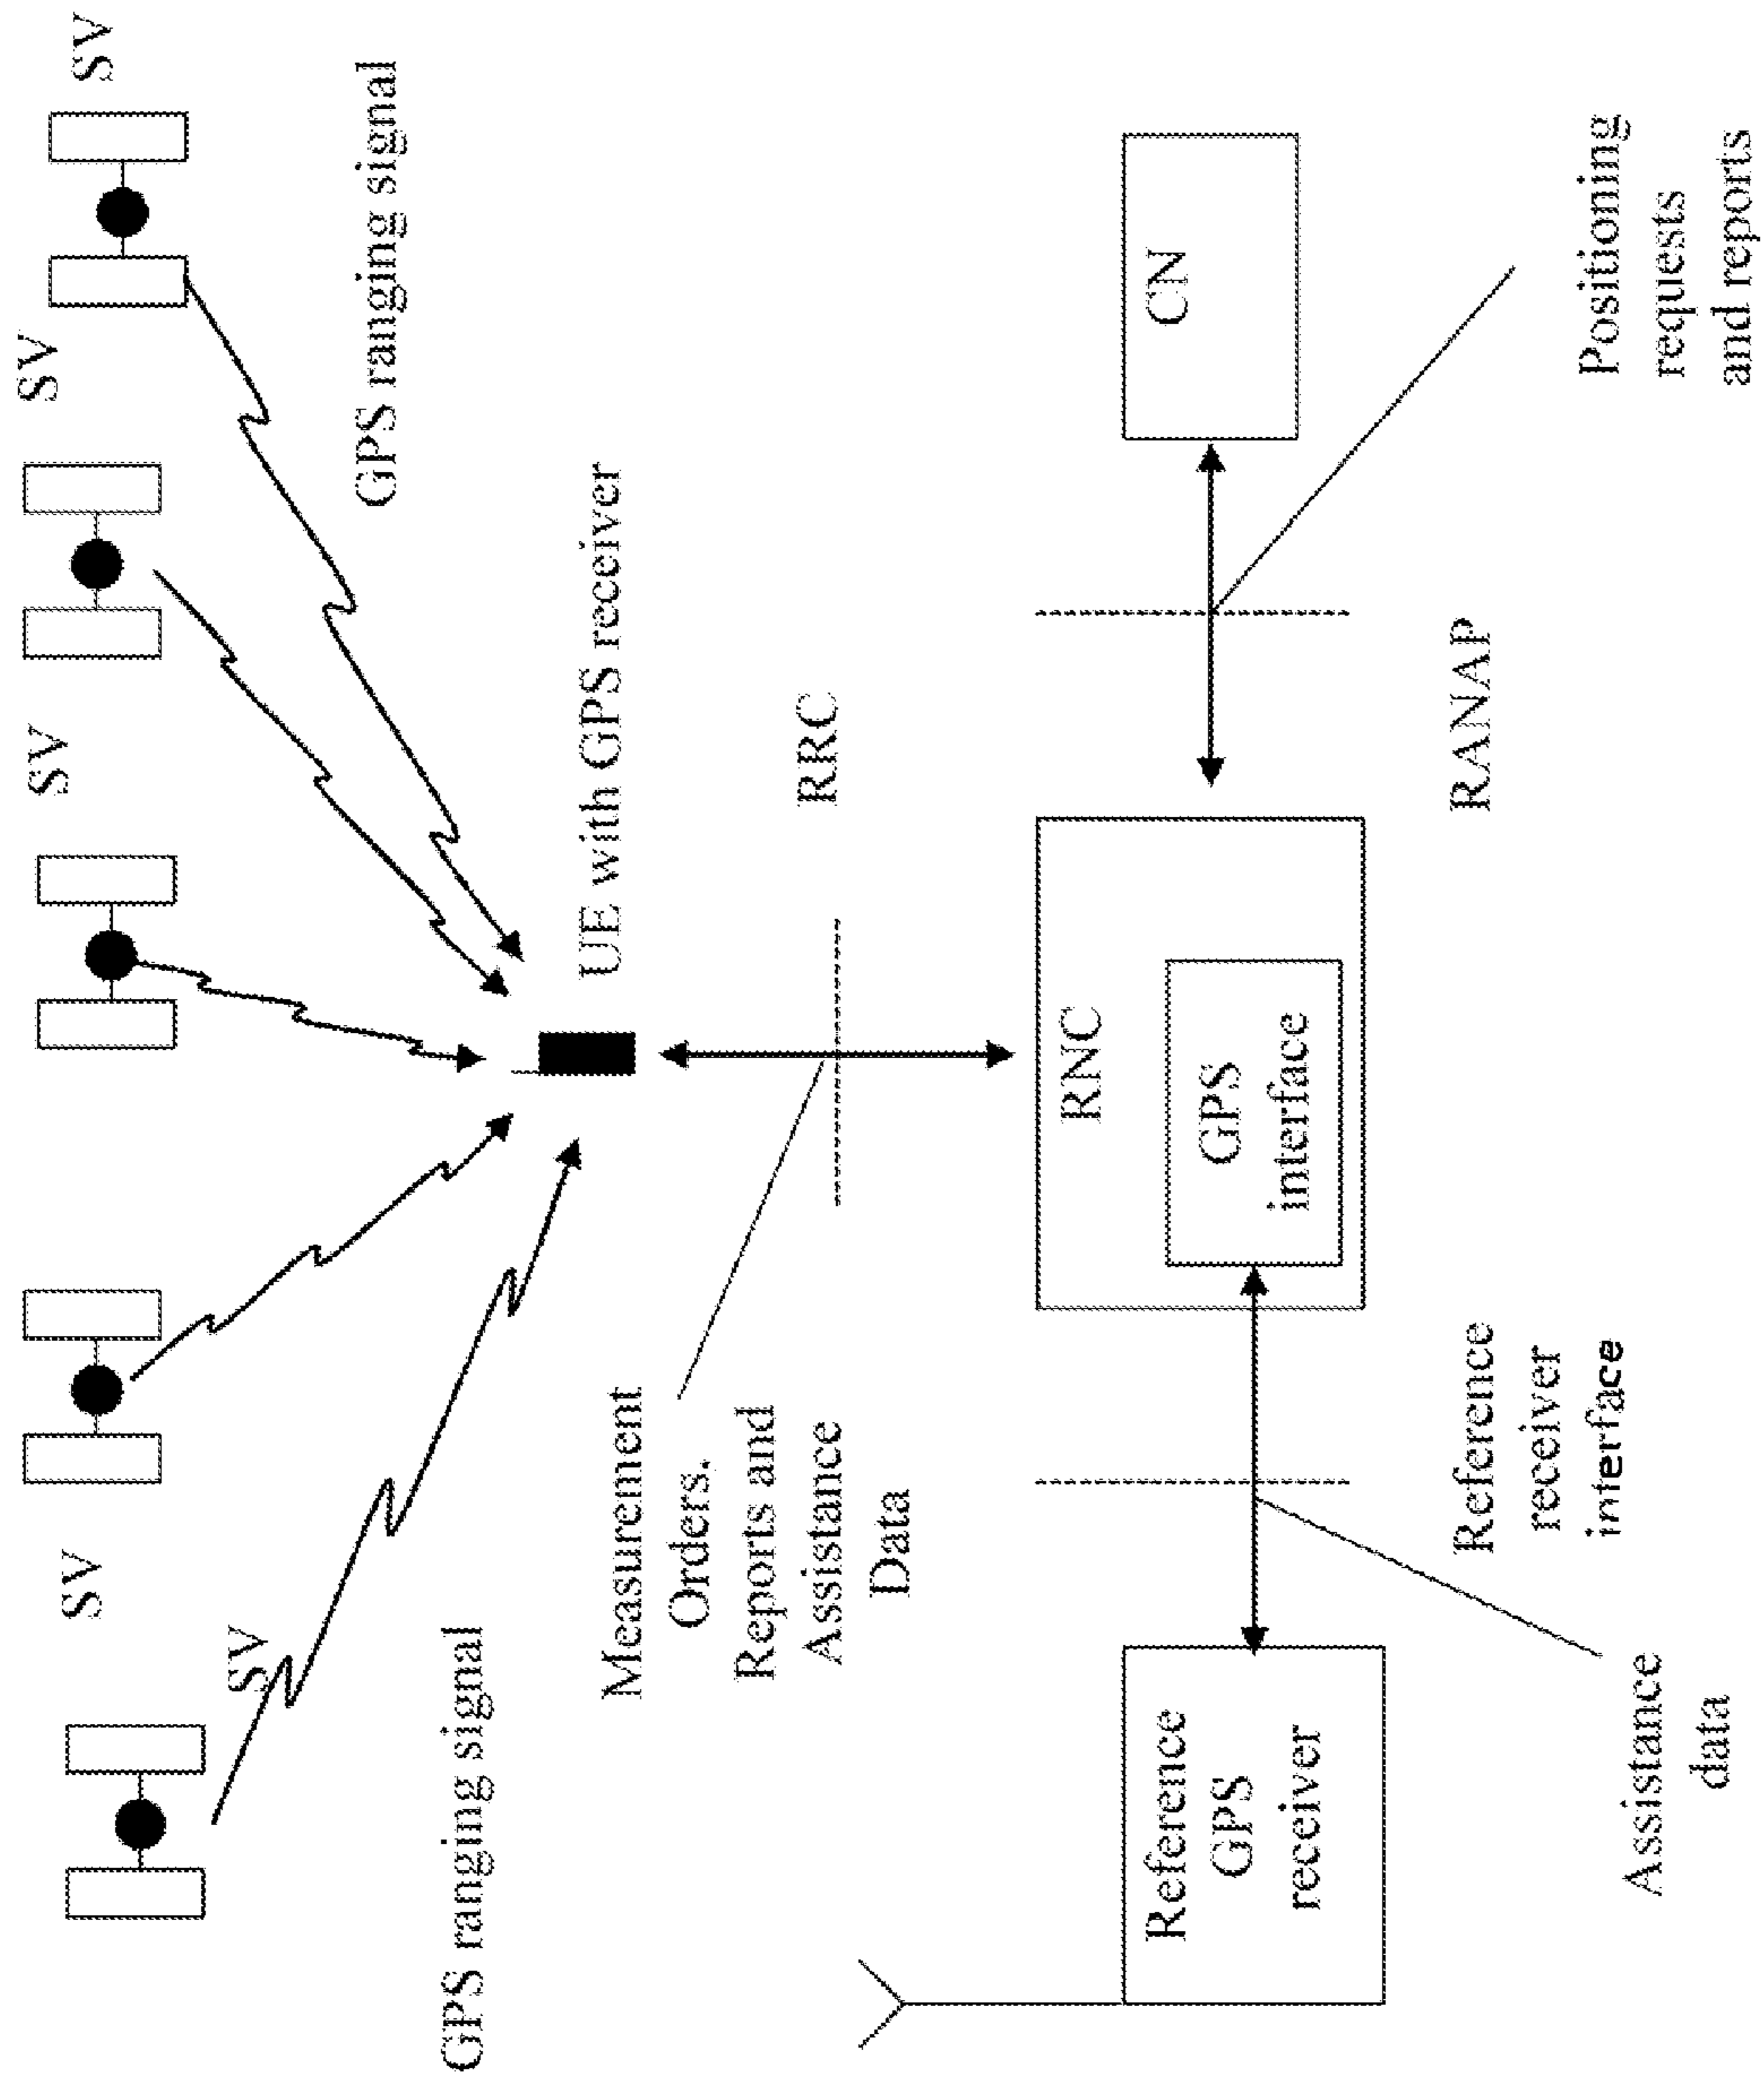 SV
SV
SV
SV
SV
GPS ranging signal
GPS ranging signal
UE with GPS receiver
Measurement
Orders,
Reports and
Assistance
Data
RRC
Reference
GPS
receiver
RNC
GPS
interface
CN
Reference
receiver
interface
RANAP
Assistance
data
Positioning
requests
and reports